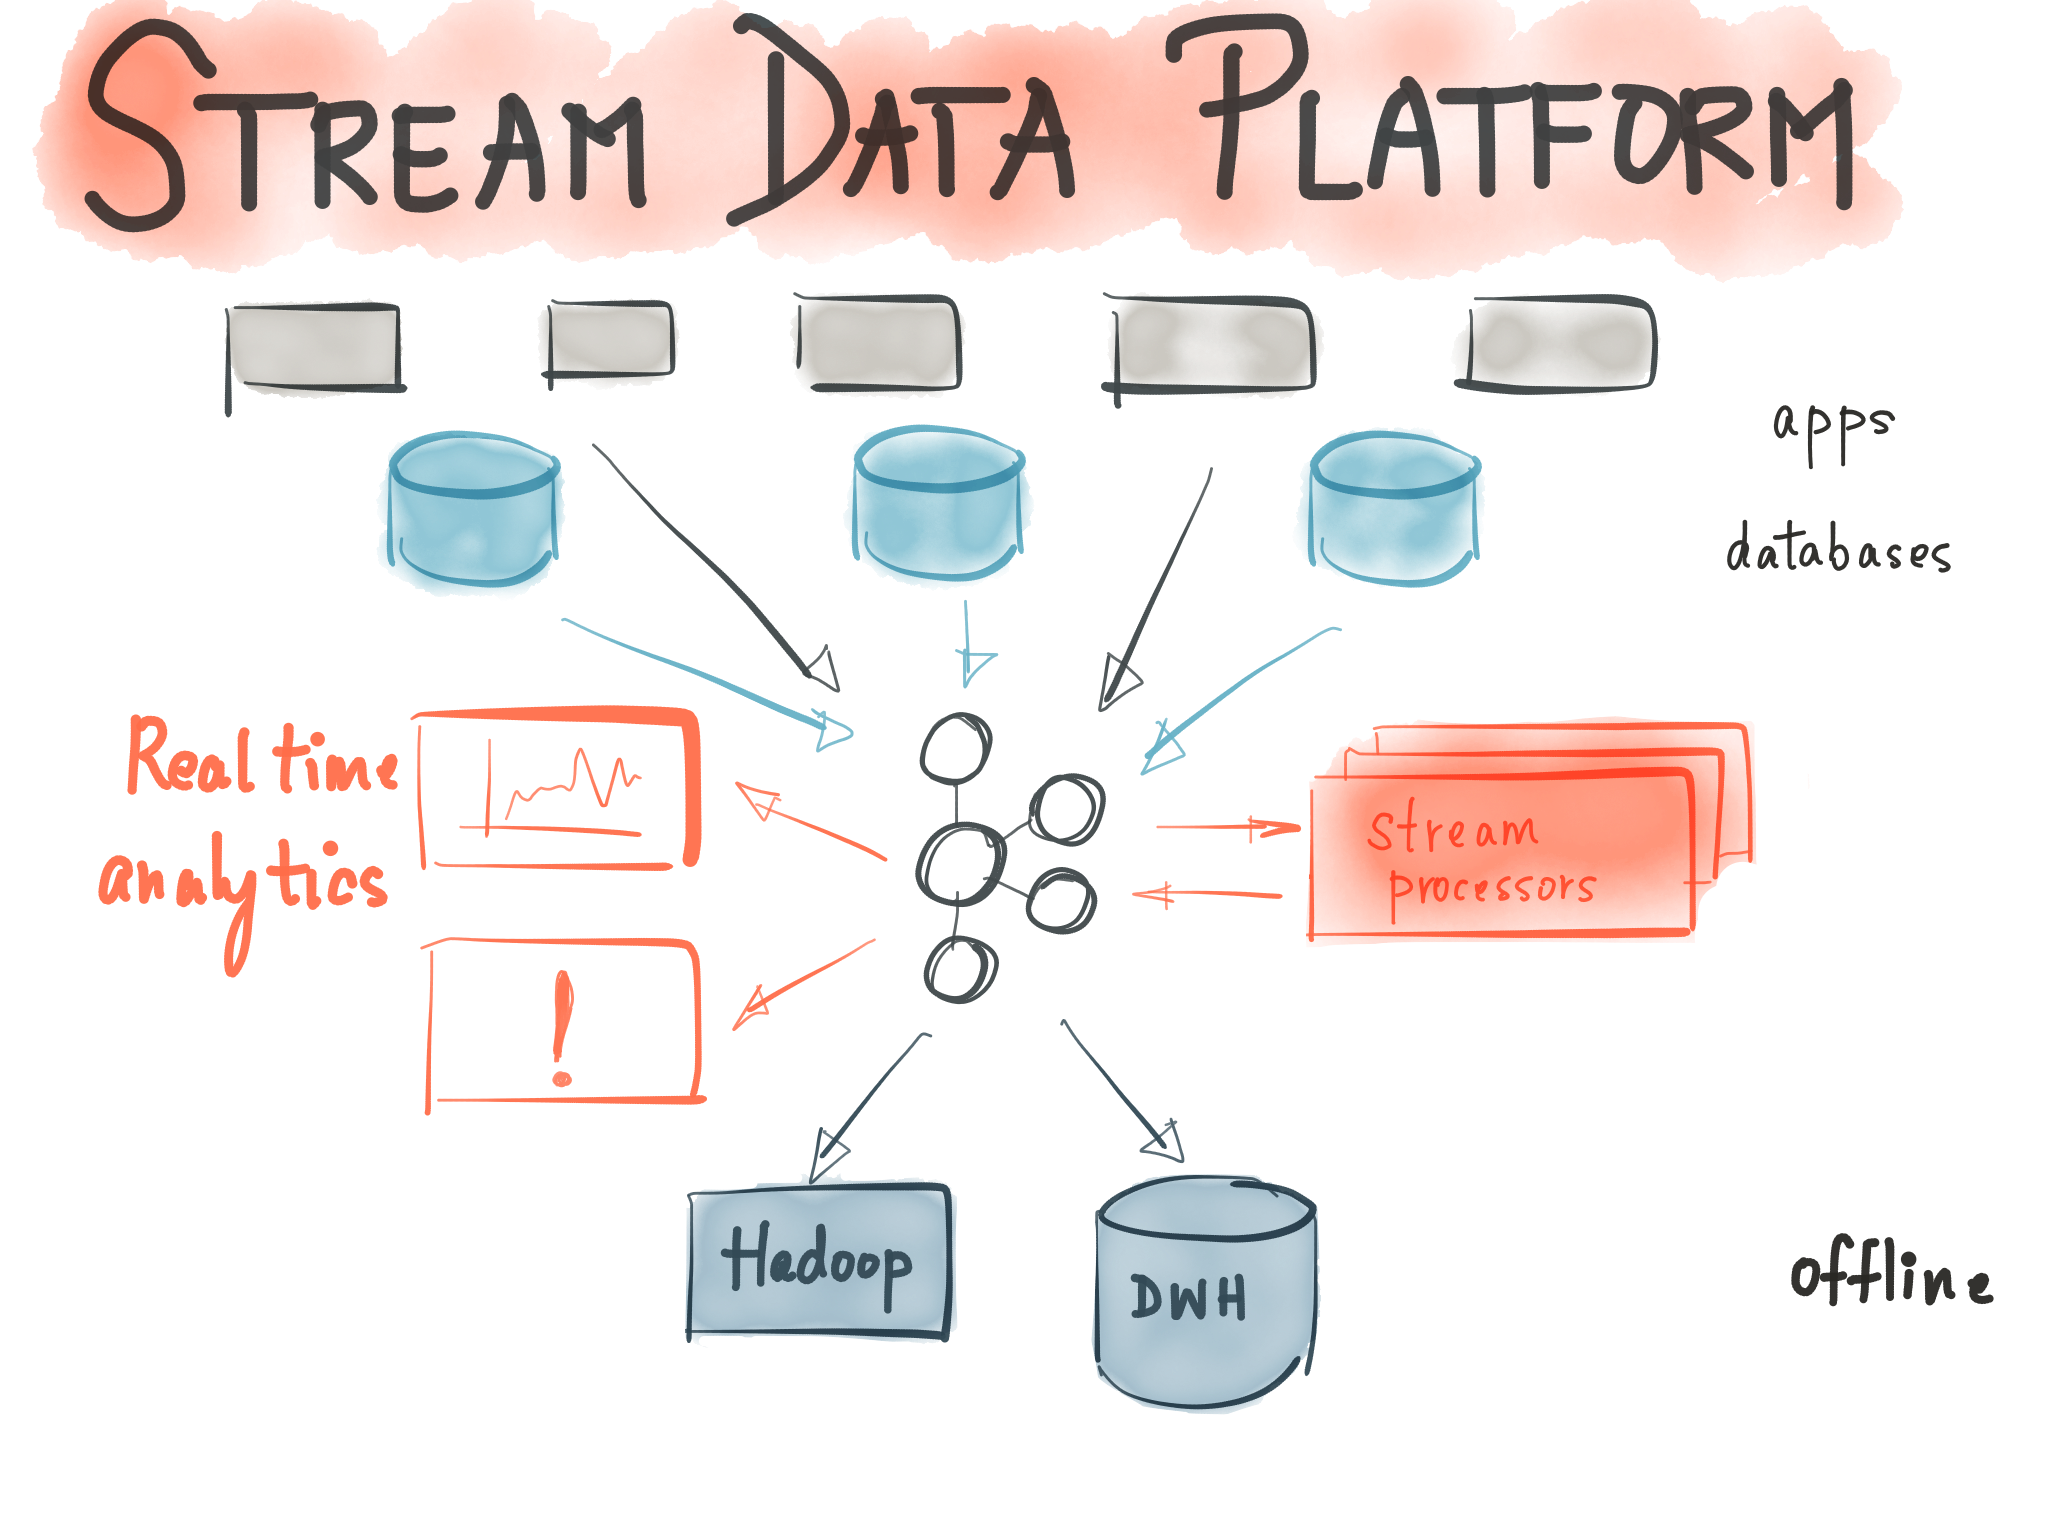 STREAM DATA PLATFORM
apps
databases
Real time
analytics
stream
processors
!
Hadoop
DWH
offline